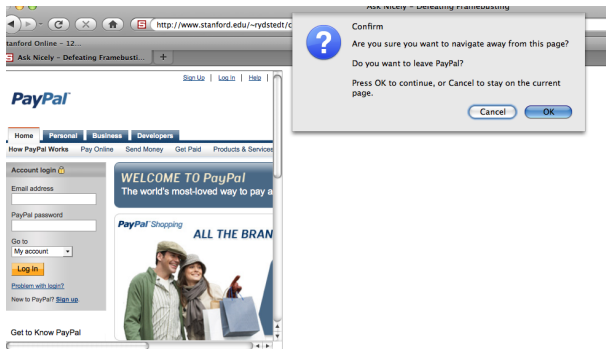 Ask Nicely – Defeating Framebusting
http://www.stanford.edu/~rydstedt/c
tanford Online – 12...
Ask Nicely – Defeating Framebusti...
Confirm
Are you sure you want to navigate away from this page?
Do you want to leave PayPal?
Press OK to continue, or Cancel to stay on the current
page.
Cancel OK
Sign Up | Log In | Help |
PayPal
Home Personal Business Developers
How PayPal Works Pay Online Send Money Get Paid Products & Services
Account login
Email address
PayPal password
Go to
My account
Log In
Problem with login?
New to PayPal? Sign up.
Get to Know PayPal
WELCOME TO PayPal
The world's most-loved way to pay a
PayPal Shopping
ALL THE BRAN